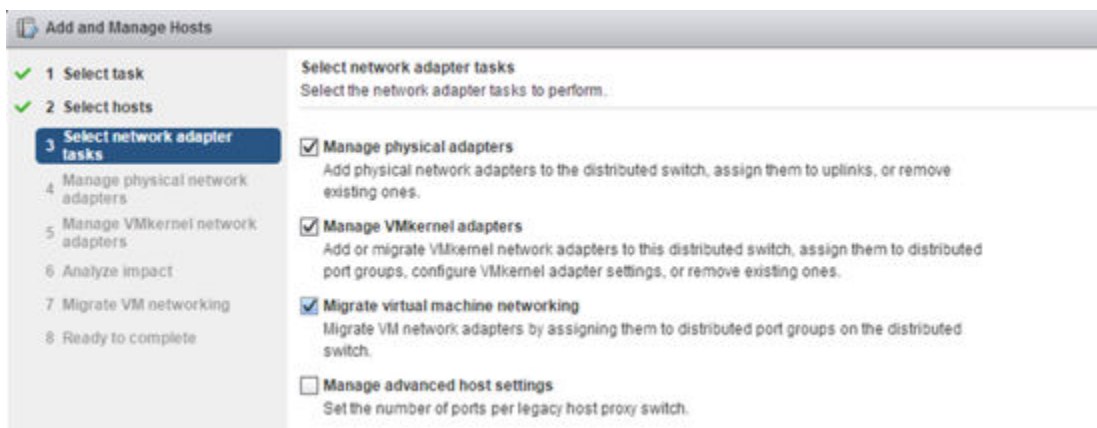 Add and Manage Hosts
1 Select task
2 Select hosts
3 Select network adapter
tasks
4 Manage physical network
adapters
5 Manage VMkernel network
adapters
6 Analyze impact
7 Migrate VM networking
8 Ready to complete
Select network adapter tasks
Select the network adapter tasks to perform.
Manage physical adapters
Add physical network adapters to the distributed switch, assign them to uplinks, or remove
existing ones.
Manage VMkernel adapters
Add or migrate VMkernel network adapters to this distributed switch, assign them to distributed
port groups, configure VMkernel adapter settings, or remove existing ones.
Migrate virtual machine networking
Migrate VM network adapters by assigning them to distributed port groups on the distributed
switch.
Manage advanced host settings
Set the number of ports per legacy host proxy switch.